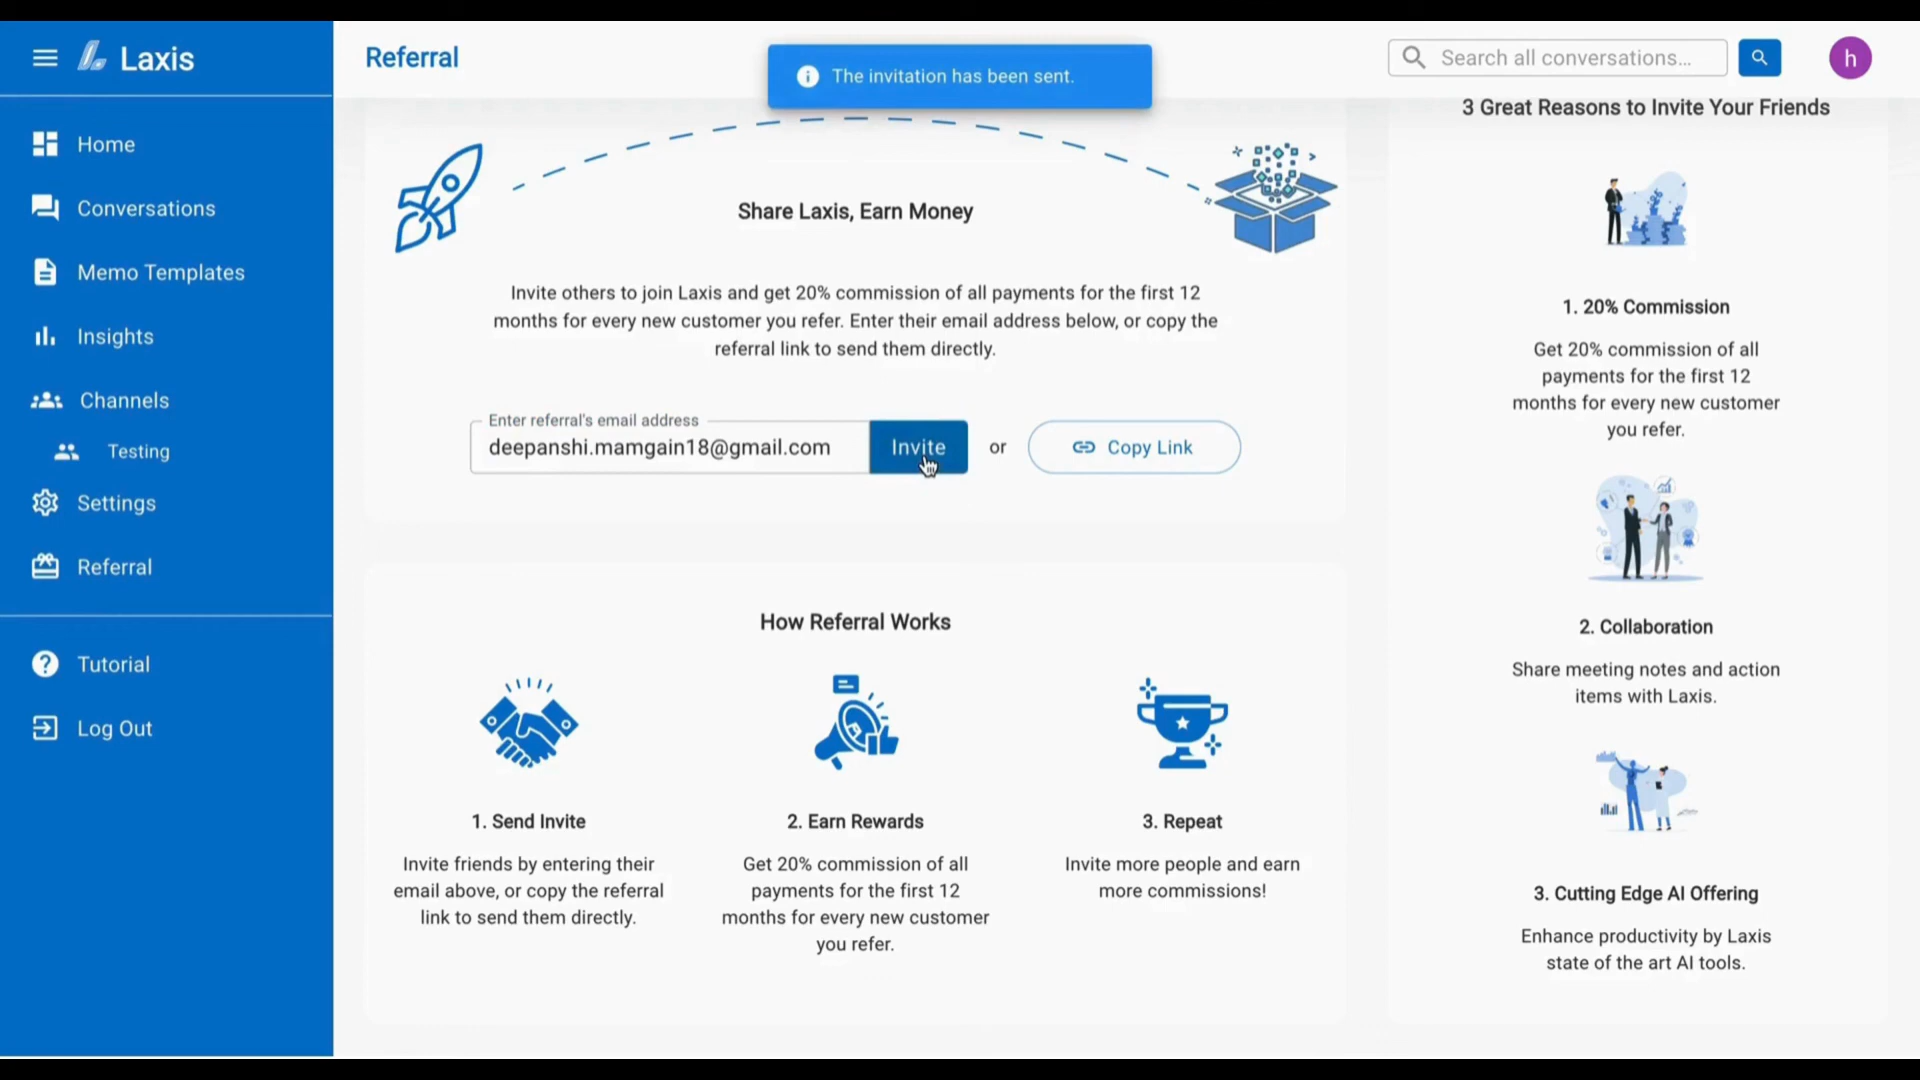 Laxis
Referral
The invitation has been sent.
Search all conversations...
h
Home
Conversations
Memo Templates
Insights
Channels
Testing
Settings
Referral
Tutorial
Log Out
Share Laxis, Earn Money
Invite others to join Laxis and get 20% commission of all payments for the first 12
months for every new customer you refer. Enter their email address below, or copy the
referral link to send them directly.
Enter referral's email address
deepanshi.mamgain18@gmail.com
Invite
or
Copy Link
How Referral Works
1. Send Invite
Invite friends by entering their
email above, or copy the referral
link to send them directly.
2. Earn Rewards
Get 20% commission of all
payments for the first 12
months for every new customer
you refer.
3. Repeat
Invite more people and earn
more commissions!
3 Great Reasons to Invite Your Friends
1. 20% Commission
Get 20% commission of all
payments for the first 12
months for every new customer
you refer.
2. Collaboration
Share meeting notes and action
items with Laxis.
3. Cutting Edge AI Offering
Enhance productivity by Laxis
state of the art AI tools.